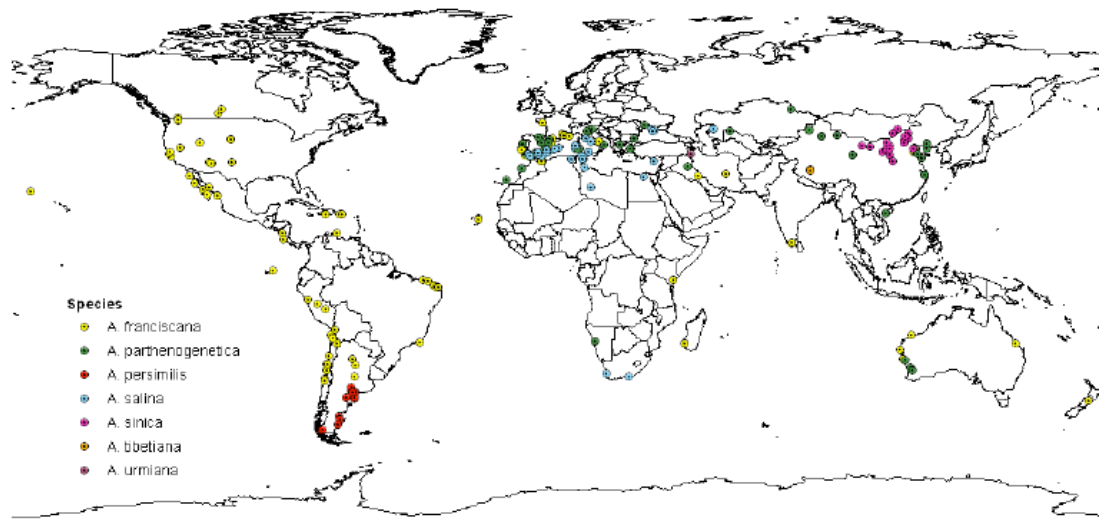 Species
A. franciscana
A. parthenogenetica
A. persimilis
A. salina
A. sinica
A. tibetiana
A. urmiana